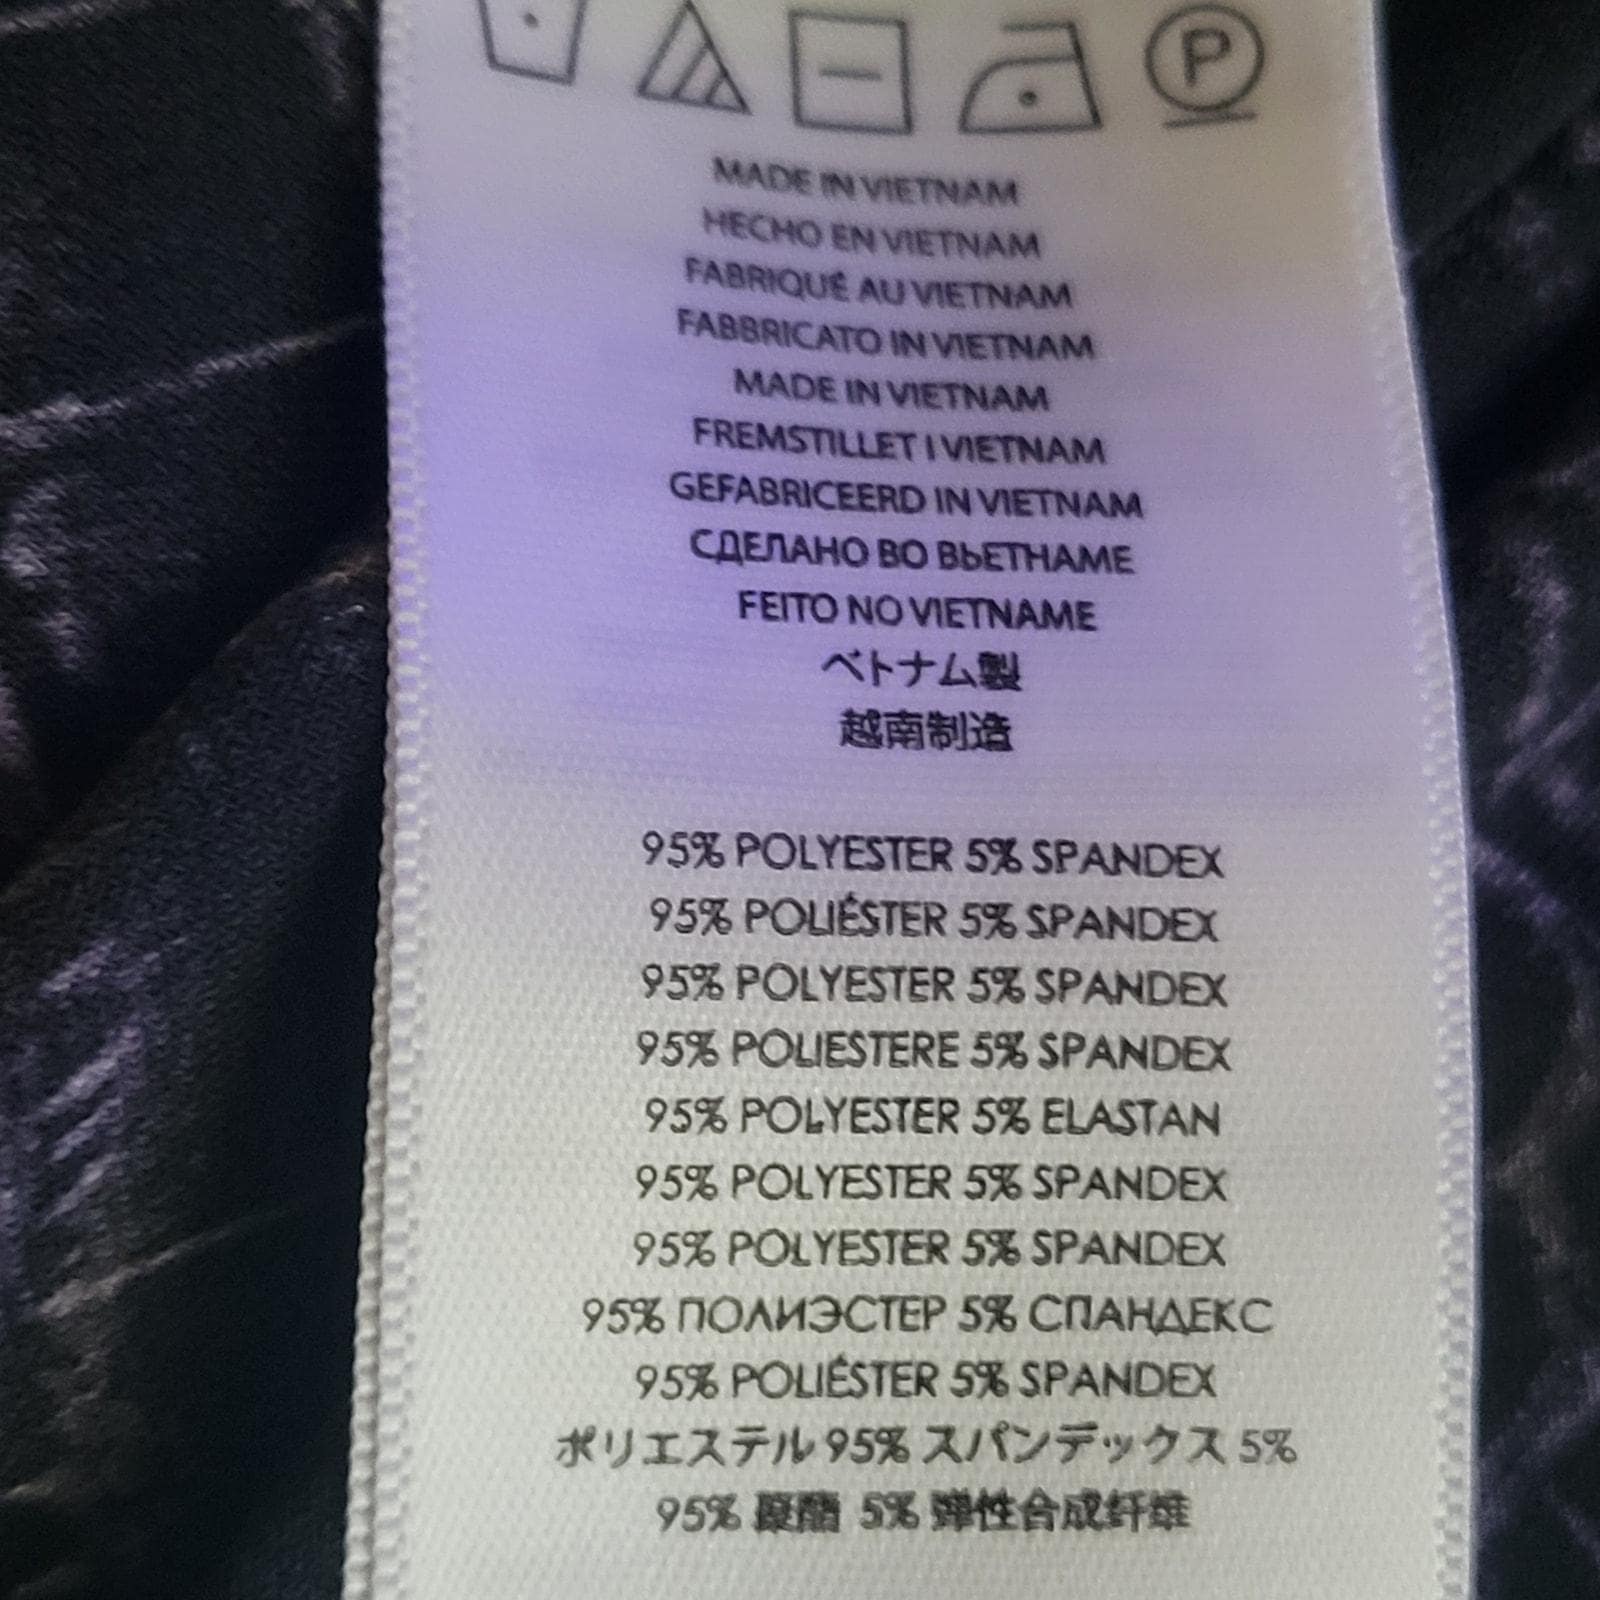 P
MADE IN VIETNAM
HECHO EN VIETNAM
FABRIQUÉ AU VIETNAM
FABBRICATO IN VIETNAM
MADE IN VIETNAM
FREMSTILLET I VIETNAM
GEFABRICEERD IN VIETNAM
СДЕЛАНО ВО ВЬЕТНАМЕ
FEITO NO VIETNAME
ベトナム製
越南制造
95% POLYESTER 5% SPANDEX
95% POLIÉSTER 5% SPANDEX
95% POLYESTER 5% SPANDEX
95% POLIESTERE 5% SPANDEX
95% POLYESTER 5% ELASTAN
95% POLYESTER 5% SPANDEX
95% POLYESTER 5% SPANDEX
95% ПОЛИЭСТЕР 5% СПАНДЕКС
95% POLIÉSTER 5% SPANDEX
ポリエステル 95% スパンデックス 5%
95% 聚酯 5% 弹性合成纤维